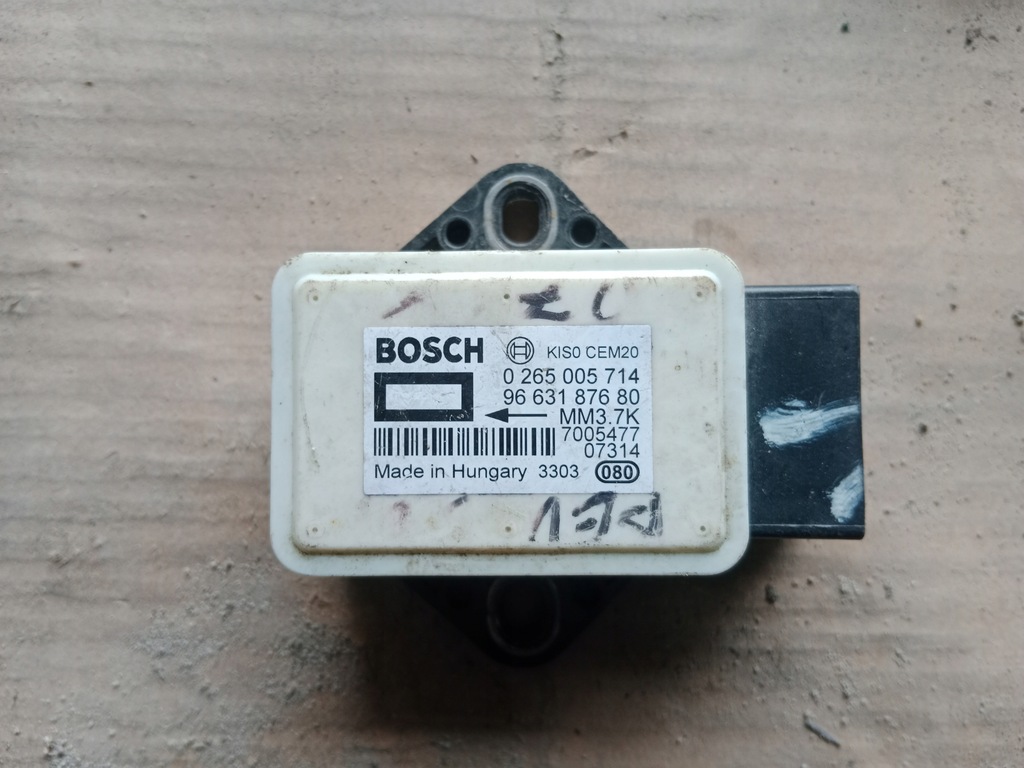 BOSCH KIS0 CEM20
0 265 005 714
96 631 876 80
MM3.7K
7005477
07314
Made in Hungary 3303 080